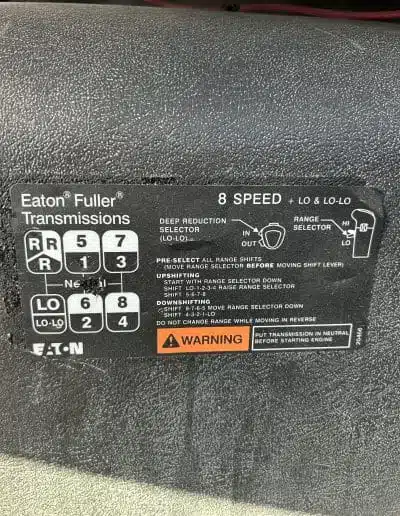 Eaton® Fuller®
Transmissions
8 SPEED + LO & LO-LO
DEEP REDUCTION
SELECTOR
(LO-LO)
IN
OUT
RANGE
SELECTOR
HI
LO
R R 5 7
R 1 3
LO 6 8
LO-LO 2 4
EATON
PRE-SELECT ALL RANGE SHIFTS
(MOVE RANGE SELECTOR BEFORE MOVING SHIFT LEVER)
UPSHIFTING
START WITH RANGE SELECTOR DOWN
SHIFT LO-1-2-3-4 RAISE RANGE SELECTOR
SHIFT 5-6-7-8
DOWNSHIFTING
SHIFT 8-7-6-5 MOVE RANGE SELECTOR DOWN
SHIFT 4-3-2-1-LO
DO NOT CHANGE RANGE WHILE MOVING IN REVERSE
WARNING
PUT TRANSMISSION IN NEUTRAL
BEFORE STARTING ENGINE